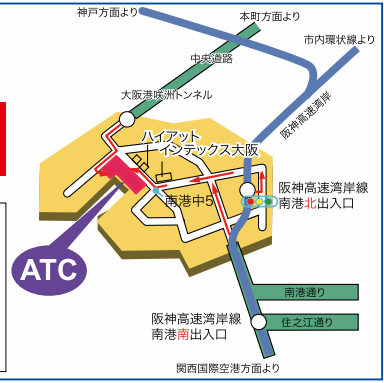 神戸方面より
本町方面より
市内環状線より
中央道路
大阪港咲洲トンネル
阪神高速湾岸
ハイアット
インテックス大阪
阪神高速湾岸線
南港北出入口
南港中5
ATC
南港通り
阪神高速湾岸線
南港南出入口
住之江通り
関西国際空港方面より